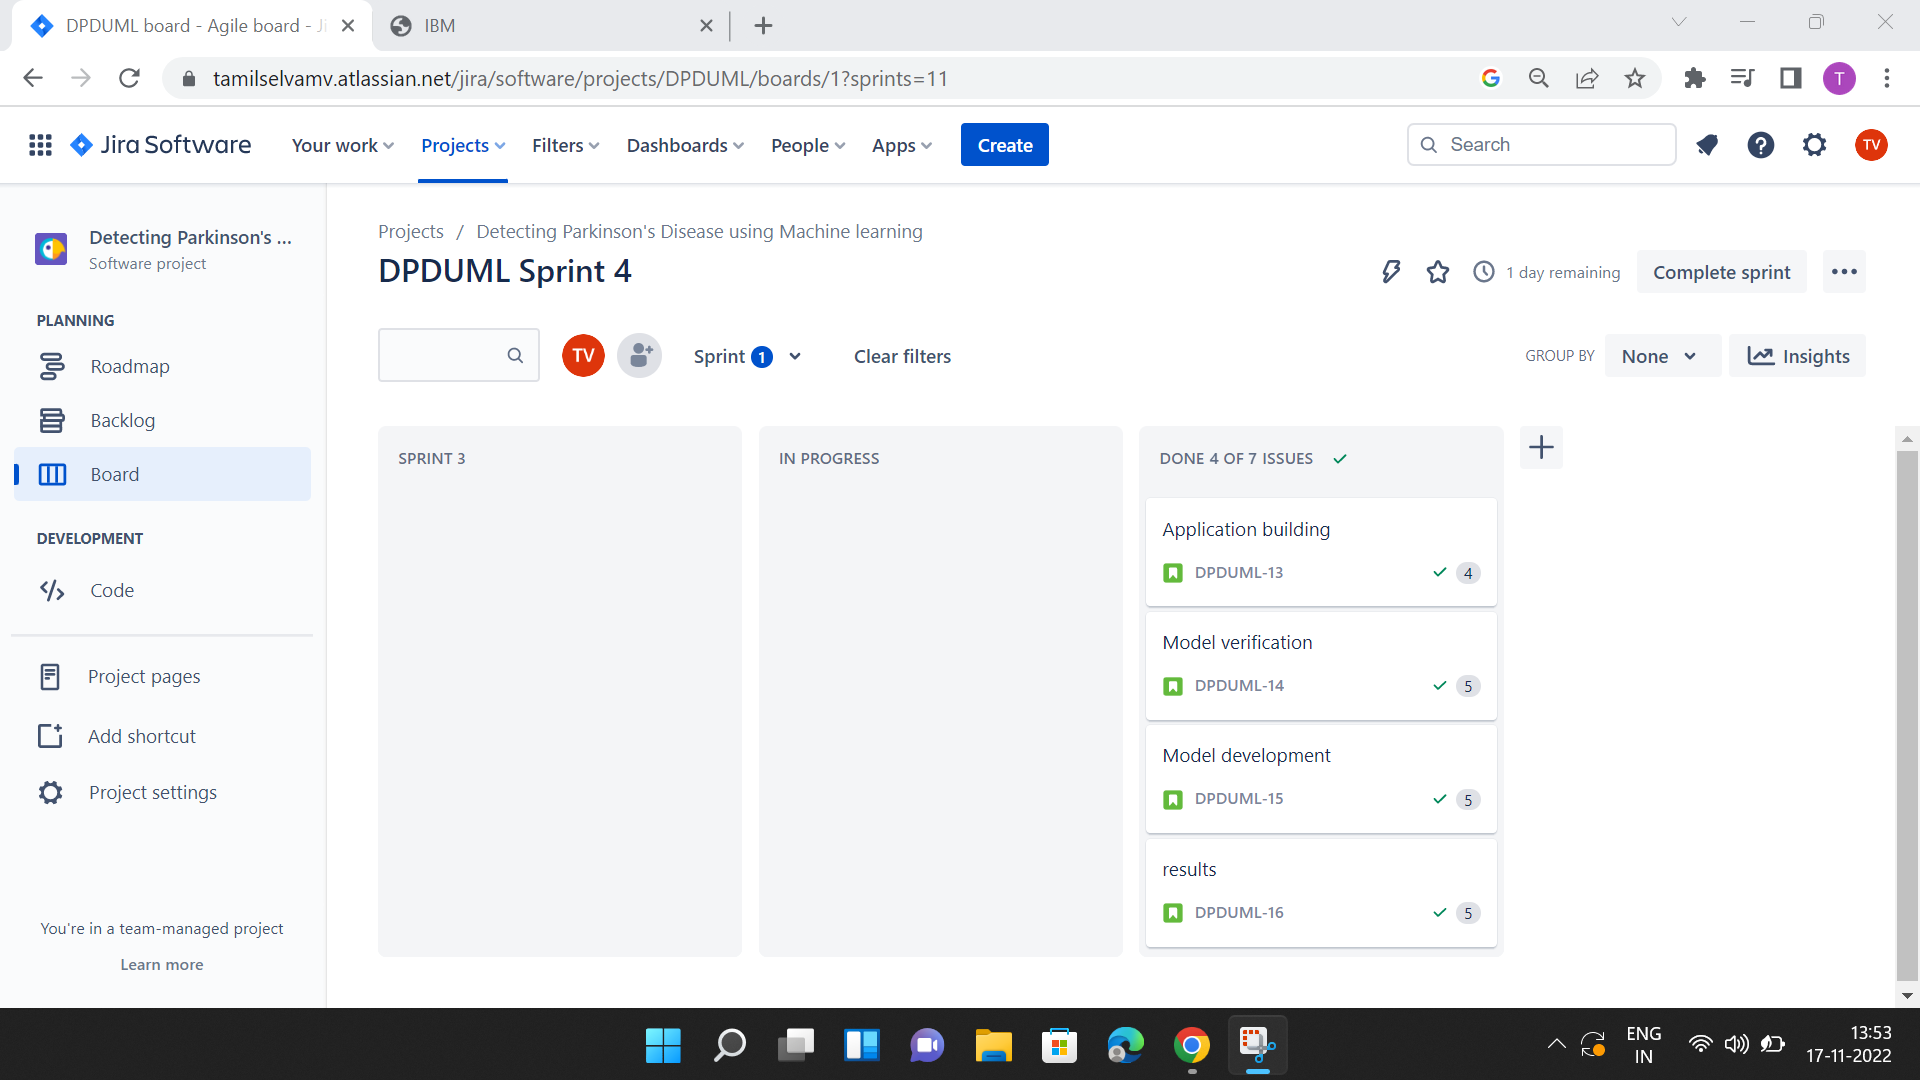 DPDUML board - Agile board - Ji
IBM
tamilselvamv.atlassian.net/jira/software/projects/DPDUML/boards/1?sprints=11
T
Jira Software
Your work
Projects
Filters
Dashboards
People
Apps
Create
Search
TV
Detecting Parkinson's ...
Software project
PLANNING
Roadmap
Backlog
Board
DEVELOPMENT
Code
Project pages
Add shortcut
Project settings
You're in a team-managed project
Learn more
Projects / Detecting Parkinson's Disease using Machine learning
DPDUML Sprint 4
1 day remaining
Complete sprint
TV
Sprint 1
Clear filters
GROUP BY
None
Insights
SPRINT 3
IN PROGRESS
DONE 4 OF 7 ISSUES
Application building
DPDUML-13
4
Model verification
DPDUML-14
5
Model development
DPDUML-15
5
results
DPDUML-16
5
ENG
IN
13:53
17-11-2022